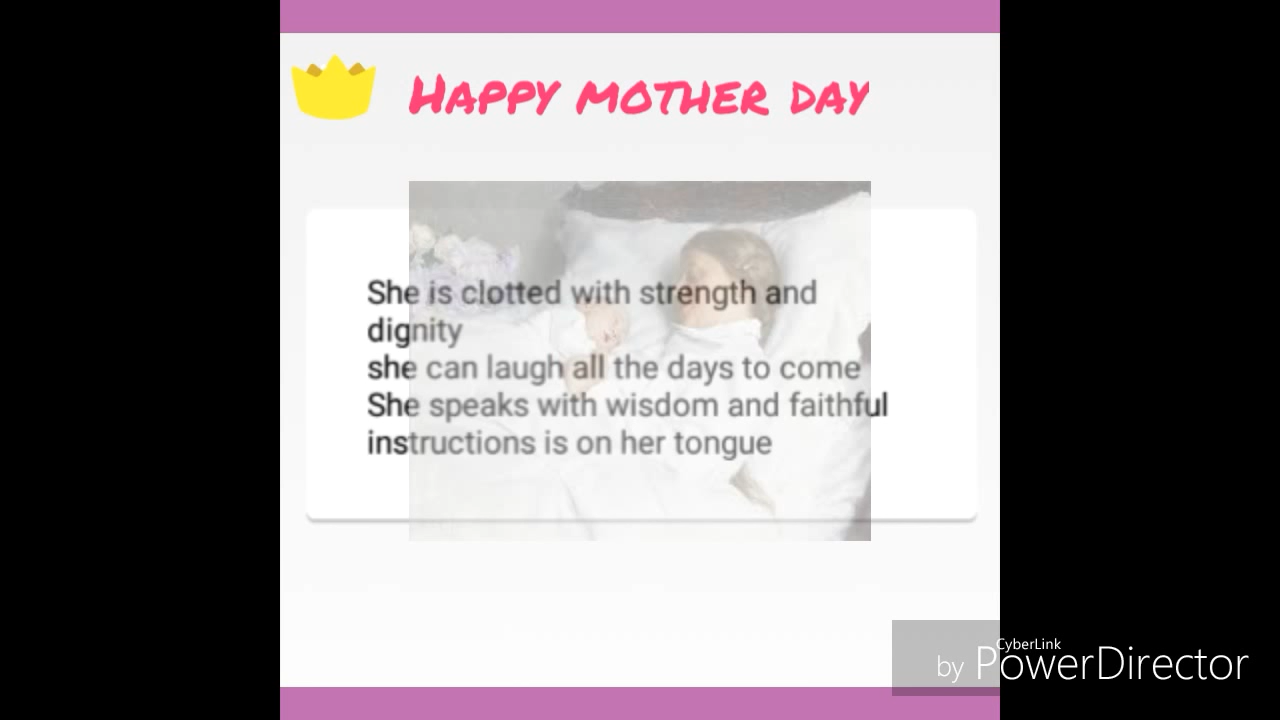 Happy mother day
She is clotted with strength and
dignity
she can laugh all the days to come
She speaks with wisdom and faithful
instructions is on her tongue
CyberLink
by PowerDirector